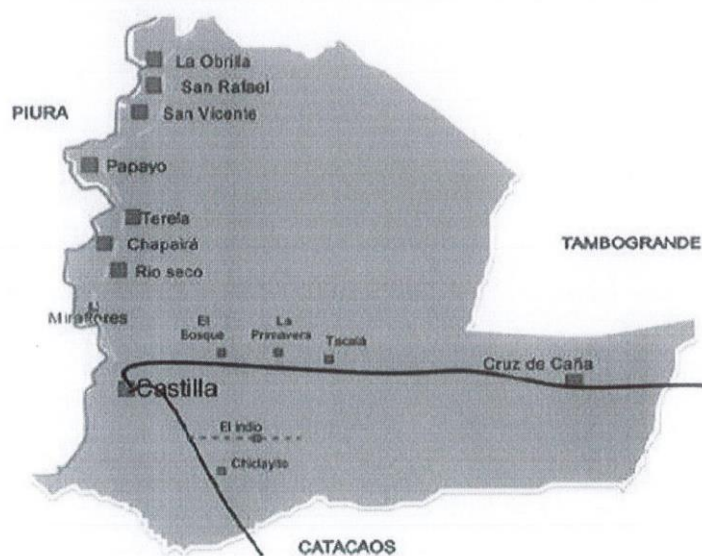 La Obrilla
San Rafael
PIURA
San Vicente
Papayo
Terela
Chapairá
TAMBOGRANDE
Rio seco
Miraflores
El
Bosque
La
Primavera
Tacalá
Cruz de Caña
Castilla
El indio
Chiclayito
CATACAOS